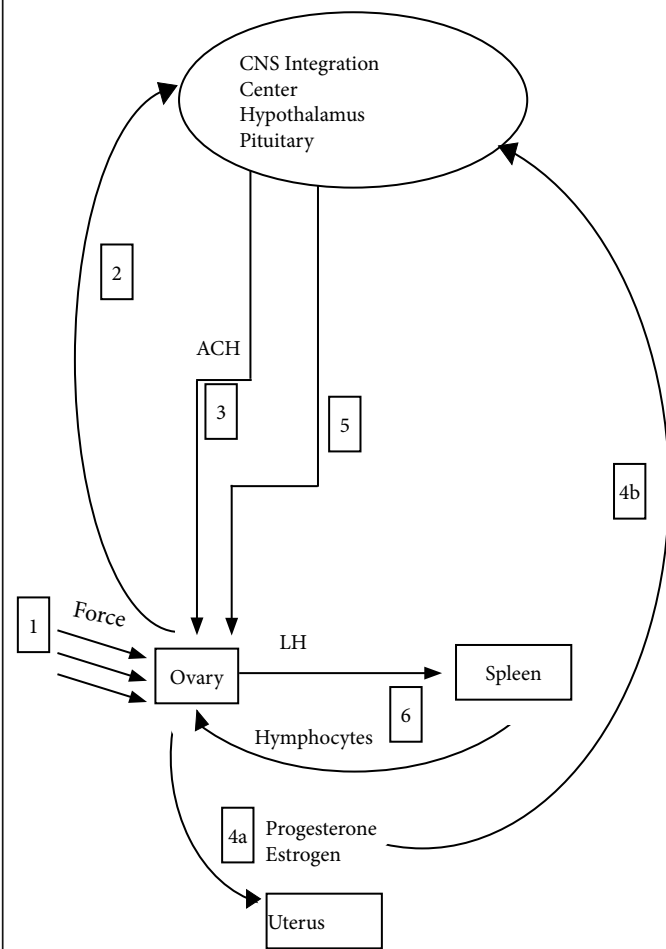 CNS Integration
Center
Hypothalamus
Pituitary
2
ACH
3
5
4b
1
Force
LH
Ovary
Spleen
6
Hymphocytes
4a
Progesterone
Estrogen
Uterus